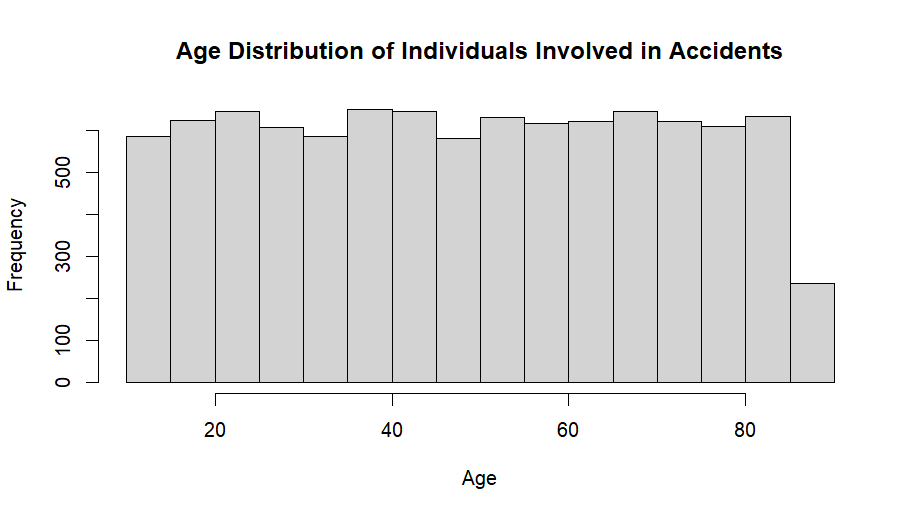 Age Distribution of Individuals Involved in Accidents
Frequency
500
300
100
0
20 40 60 80
Age